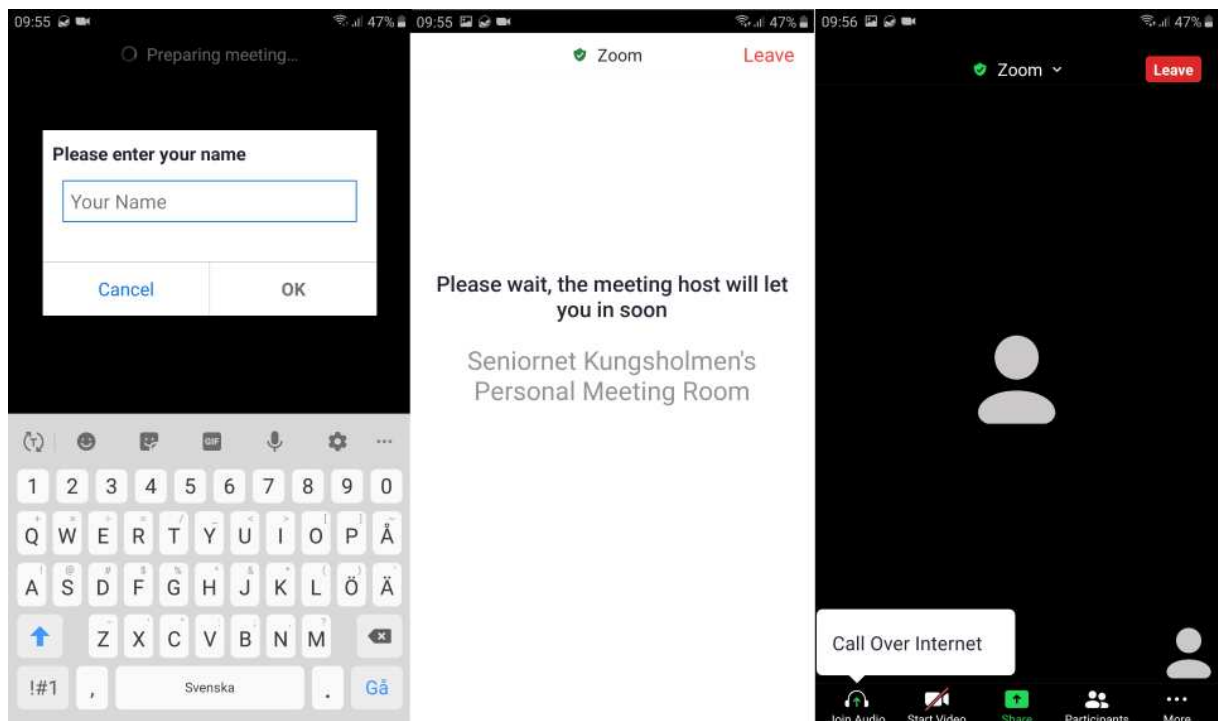 09:55
47%
Preparing meeting...
Please enter your name
Your Name
Cancel
OK
GIF
1 2 3 4 5 6 7 8 9 0
Q W E R T Y U I O P Å
A S D F G H J K L Ö Ä
Z X C V B N M
!#1 , Svenska . Gå
09:55
47%
Zoom
Leave
Please wait, the meeting host will let
you in soon
Seniornet Kungsholmen's
Personal Meeting Room
09:56
47%
Zoom
Leave
Call Over Internet
Join Audio Start Video Share Participants More